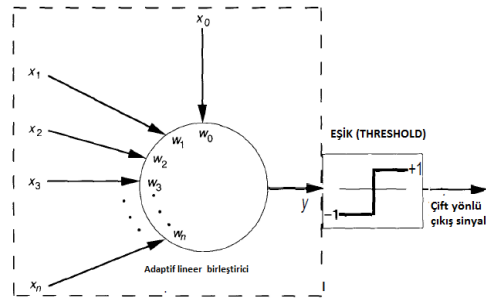 x0
x1
x2
x3
xn
w0
w1
w2
w3
wn
y
Adaptif lineer birleştirici
EŞİK (THRESHOLD)
+1
−1
Çift yönlü
çıkış sinyal